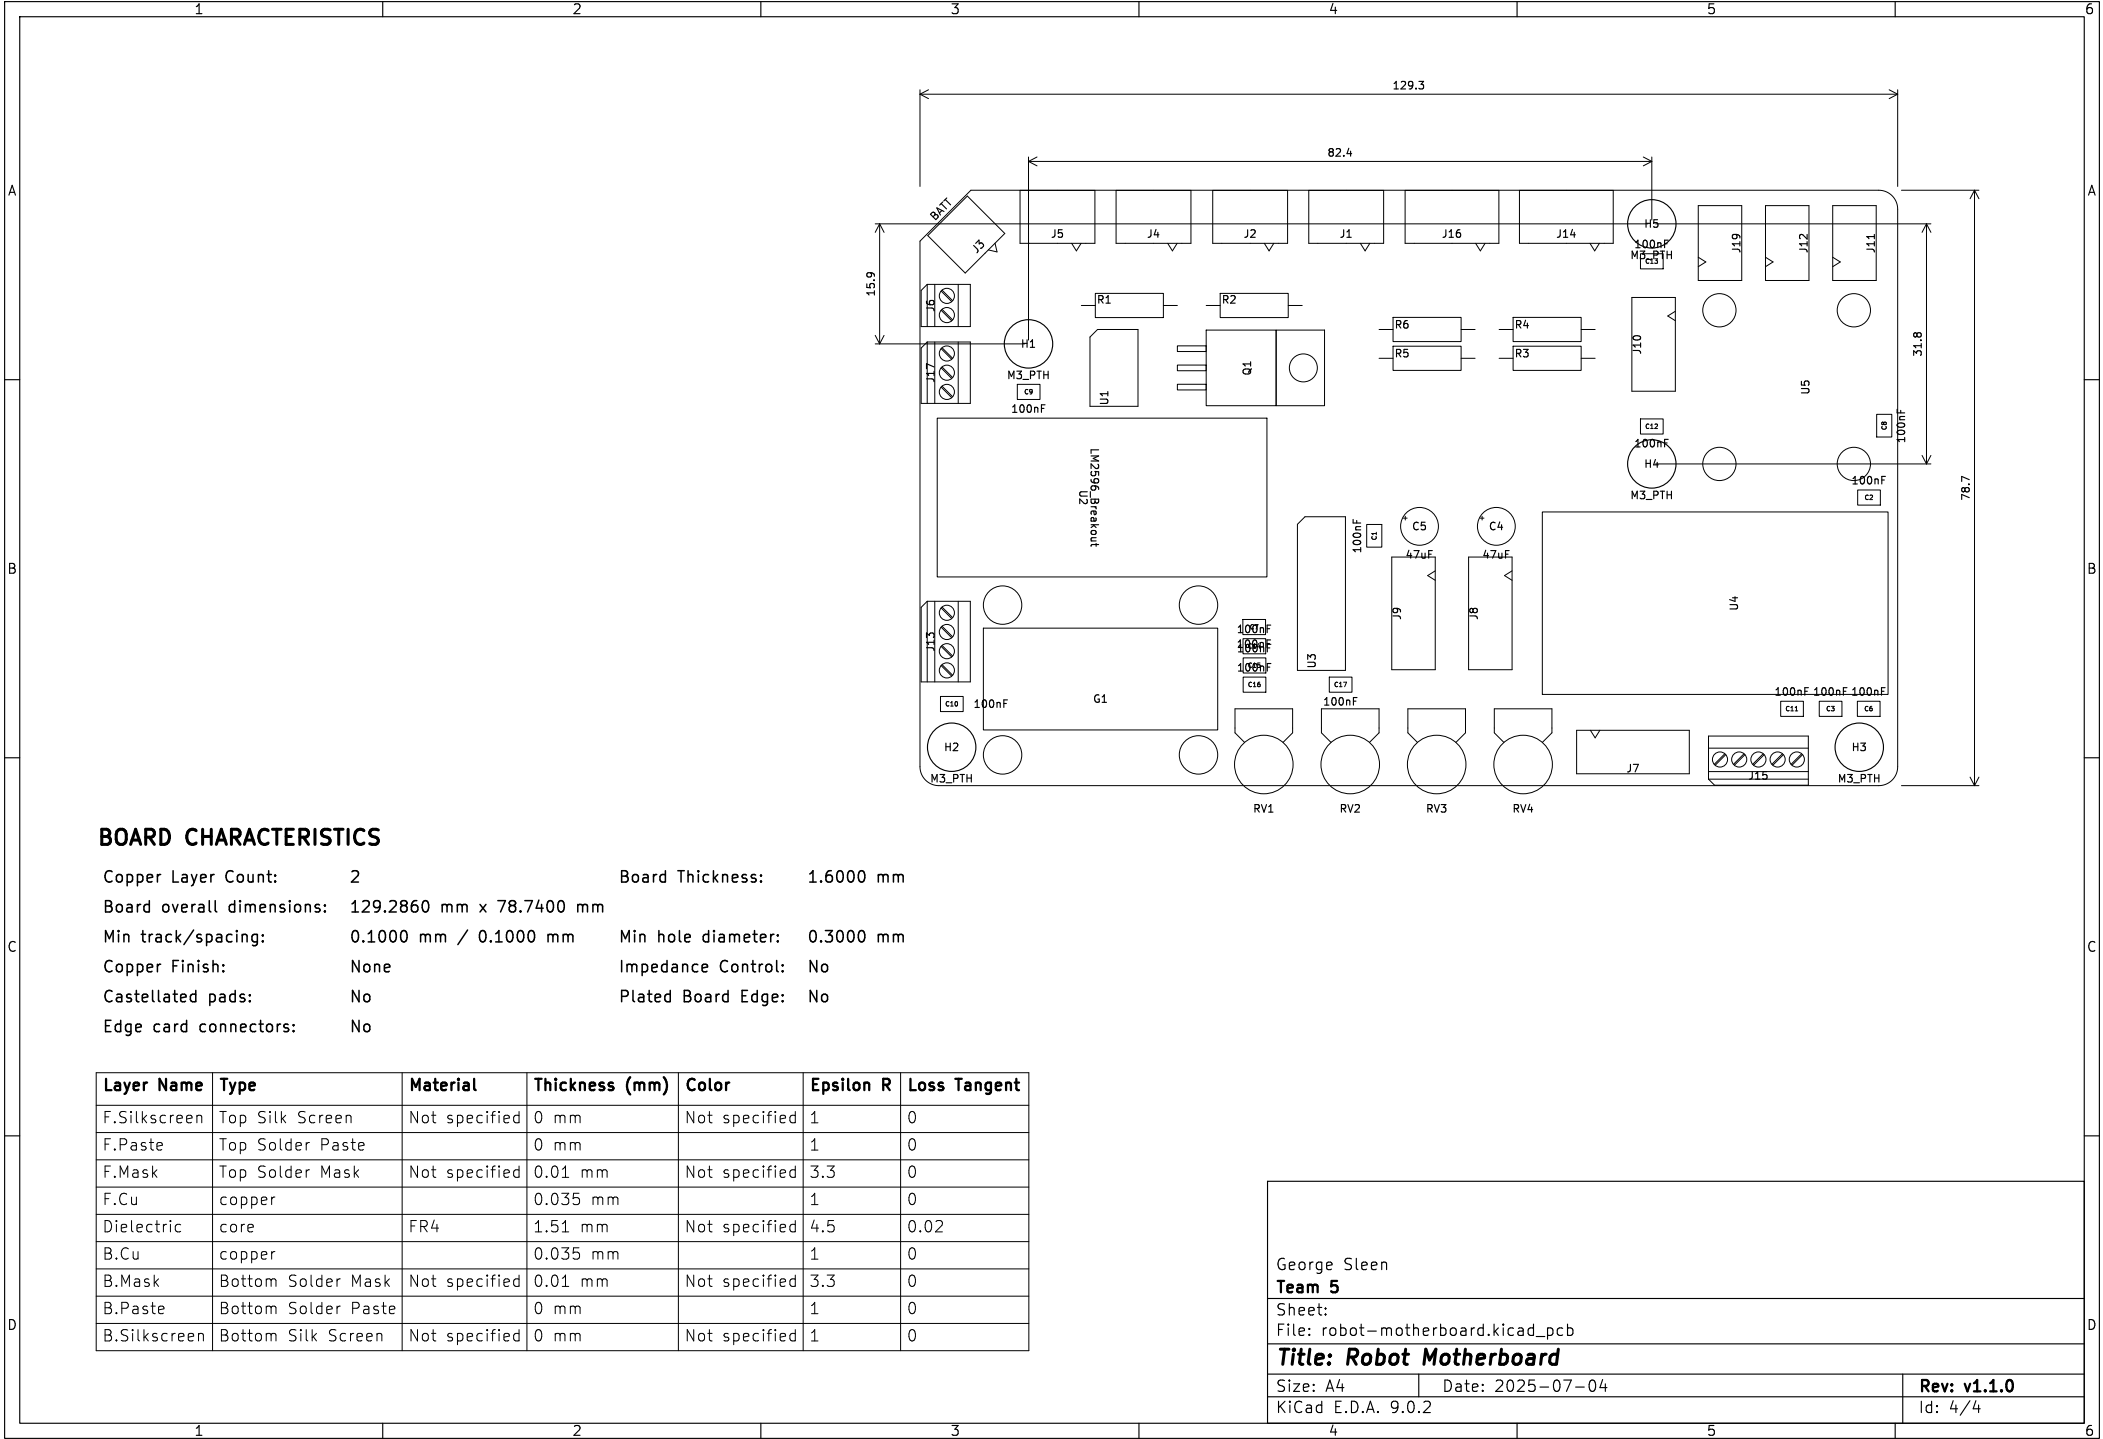 1 2 3 4 5 6
129.3
82.4
A A
BATT
J3 J5 J4 J2 J1 J16 J14 H5 J19 J12 J11
100nF
M3_PTH
C13
15.9
J6 R1 R2
R6 R4
H1 J10 31.8
R5 R3
J17 M3_PTH Q1
C9 U1 U5
100nF
C12 C8 100nF
100nF
H4
LM2596_Breakout
U2
M3_PTH
100nF
C2
78.7
C5 C4
100nF C1
47uF 47uF
B B
J9 J8 U4
J13
100nF
100nF
100nF
100nF
U3
C16 C17
100nF
G1
C10 100nF
100nF 100nF 100nF
C11 C3 C6
H2 H3
M3_PTH J7 J15 M3_PTH
RV1 RV2 RV3 RV4
BOARD CHARACTERISTICS
Copper Layer Count: 2 Board Thickness: 1.6000 mm
Board overall dimensions: 129.2860 mm x 78.7400 mm
Min track/spacing: 0.1000 mm / 0.1000 mm Min hole diameter: 0.3000 mm
C C
Copper Finish: None Impedance Control: No
Castellated pads: No Plated Board Edge: No
Edge card connectors: No
Layer Name Type Material Thickness (mm) Color Epsilon R Loss Tangent
F.Silkscreen Top Silk Screen Not specified 0 mm Not specified 1 0
F.Paste Top Solder Paste 0 mm 1 0
F.Mask Top Solder Mask Not specified 0.01 mm Not specified 3.3 0
F.Cu copper 0.035 mm 1 0
Dielectric core FR4 1.51 mm Not specified 4.5 0.02
B.Cu copper 0.035 mm 1 0
B.Mask Bottom Solder Mask Not specified 0.01 mm Not specified 3.3 0
B.Paste Bottom Solder Paste 0 mm 1 0
B.Silkscreen Bottom Silk Screen Not specified 0 mm Not specified 1 0
D D
George Sleen
Team 5
Sheet:
File: robot-motherboard.kicad_pcb
Title: Robot Motherboard
Size: A4 Date: 2025-07-04 Rev: v1.1.0
KiCad E.D.A. 9.0.2 Id: 4/4
1 2 3 4 5 6